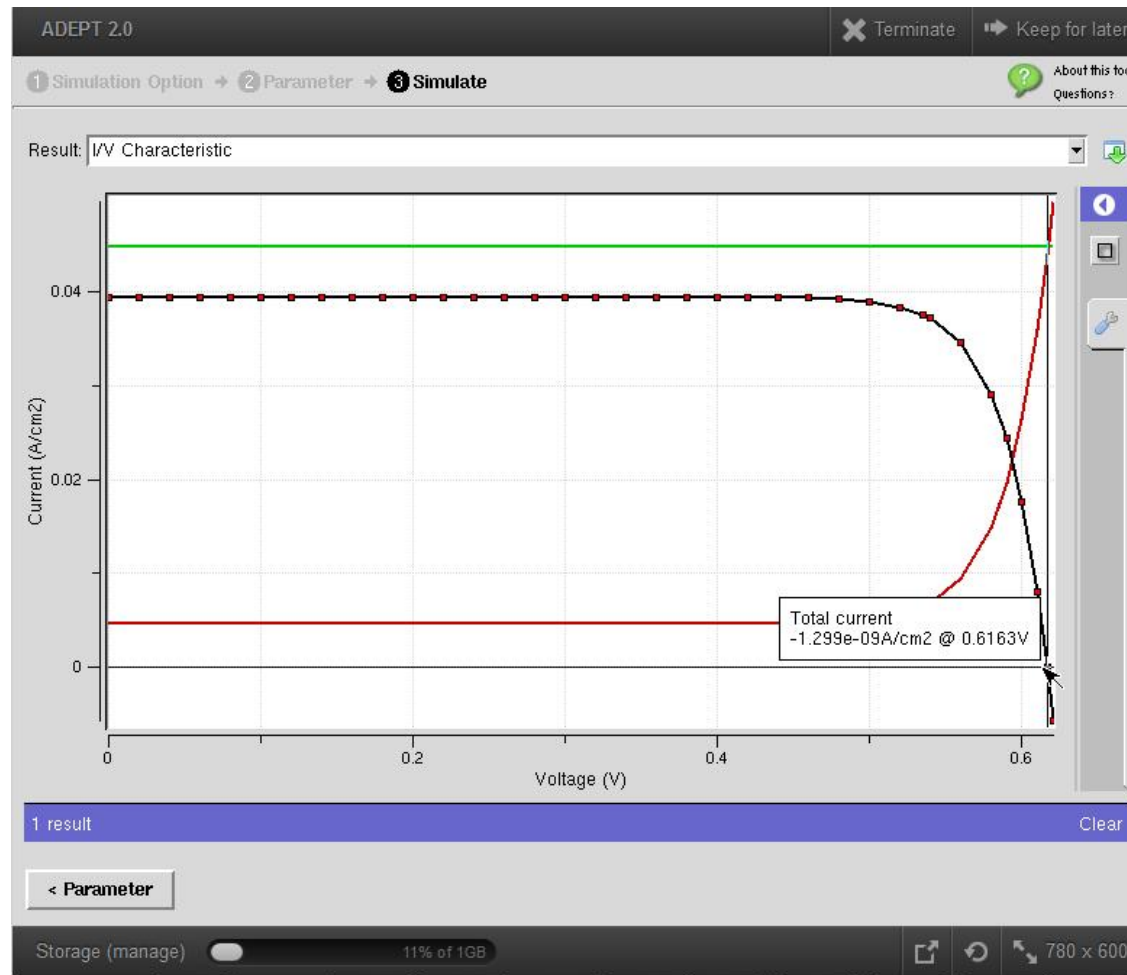 ADEPT 2.0
Terminate
Keep for later
1 Simulation Option → 2 Parameter → 3 Simulate
About this too
Questions?
Result: I/V Characteristic
0.04
0.02
0
Current (A/cm2)
Total current
-1.299e-09A/cm2 @ 0.6163V
0 0.2 0.4 0.6
Voltage (V)
1 result
Clear
< Parameter
Storage (manage)
11% of 1GB
780 x 600